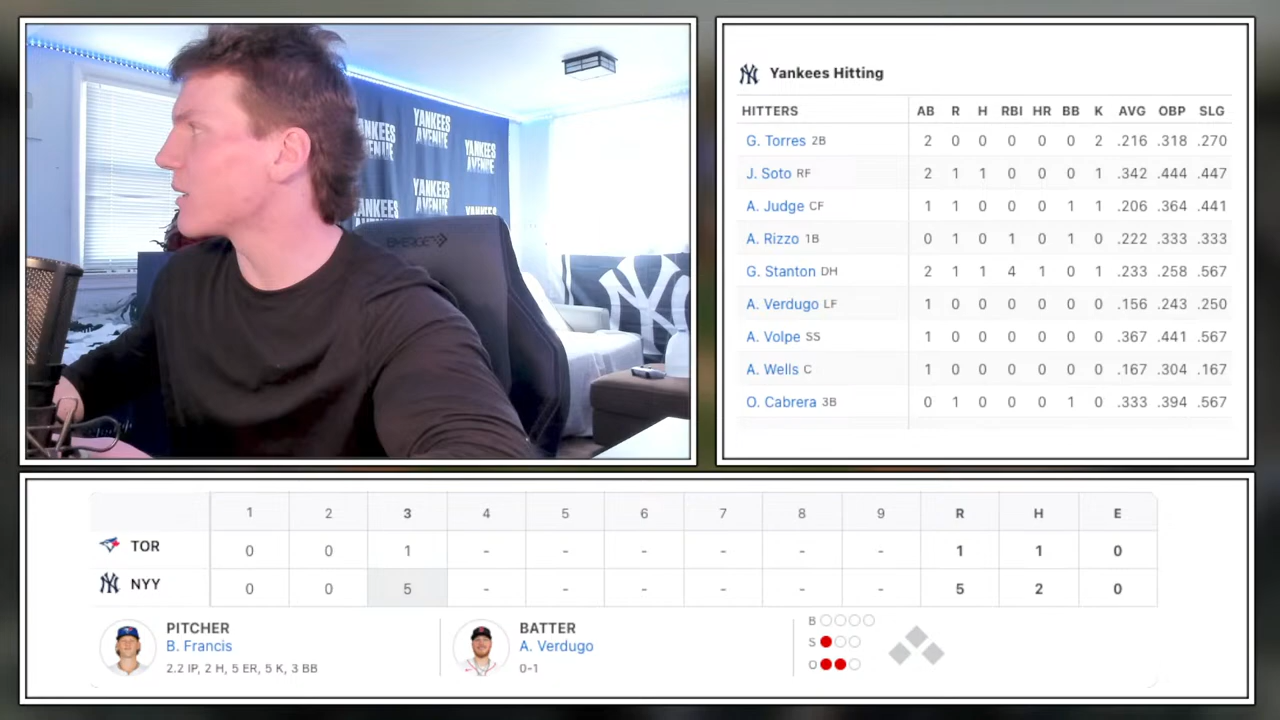 YANKEES AVENUE
YANKEES AVENUE
YANKEES AVENUE
YANKEES AVENUE
YANKEES
YANKEES
Yankees Hitting
HITTERS AB R H RBI HR BB K AVG OBP SLG
G. Torres 2B 2 0 0 0 0 0 2 .216 .318 .270
J. Soto RF 2 1 1 0 0 0 1 .342 .444 .447
A. Judge CF 1 1 0 0 0 1 1 .206 .364 .441
A. Rizzo 1B 0 1 0 1 0 1 0 .222 .333 .333
G. Stanton DH 2 1 1 4 1 0 1 .233 .258 .567
A. Verdugo LF 1 0 0 0 0 0 0 .156 .243 .250
A. Volpe SS 1 0 0 0 0 0 0 .367 .441 .567
A. Wells C 1 0 0 0 0 0 0 .167 .304 .167
O. Cabrera 3B 0 1 0 0 0 1 0 .333 .394 .567
1 2 3 4 5 6 7 8 9 R H E
TOR 0 0 1 - - - - - - 1 1 0
NYY 0 0 5 - - - - - - 5 2 0
PITCHER
B. Francis
2.2 IP, 2 H, 5 ER, 5 K, 3 BB
BATTER
A. Verdugo
0-1
B
S
O